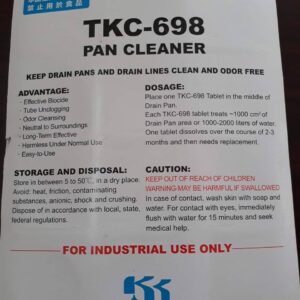 禁止用於食品
TKC-698
PAN CLEANER
KEEP DRAIN PANS AND DRAIN LINES CLEAN AND ODOR FREE
ADVANTAGE:
· Effective Biocide
· Tube Undogging
· Odor Cleansing
· Neutral to Surroundings
· Long-Term Effective
· Harmless Under Normal Use
· Easy-to-Use
DOSAGE:
Place one TKC-698 Tablet in the middle of
Drain Pan.
Each TKC-698 tablet treats ~1000 cm² of
Drain Pan area or 1000-2000 liters of water.
One tablet dissolves over the course of 2-3
months and then needs replacement.
STORAGE AND DISPOSAL:
Store in between 5 to 50℃, in a dry place.
Avoid: heat, friction, contaminating
substances, anionic, shock and crushing.
Dispose of in accordance with local, state,
federal regulations.
CAUTION:
KEEP OUT OF REACH OF CHILDREN
WARNING-MAY BE HARMFUL IF SWALLOWED
In case of contact, wash skin with soap and
water. For contact with eyes, immediately
flush with water for 15 minutes and seek
medical help.
FOR INDUSTRIAL USE ONLY